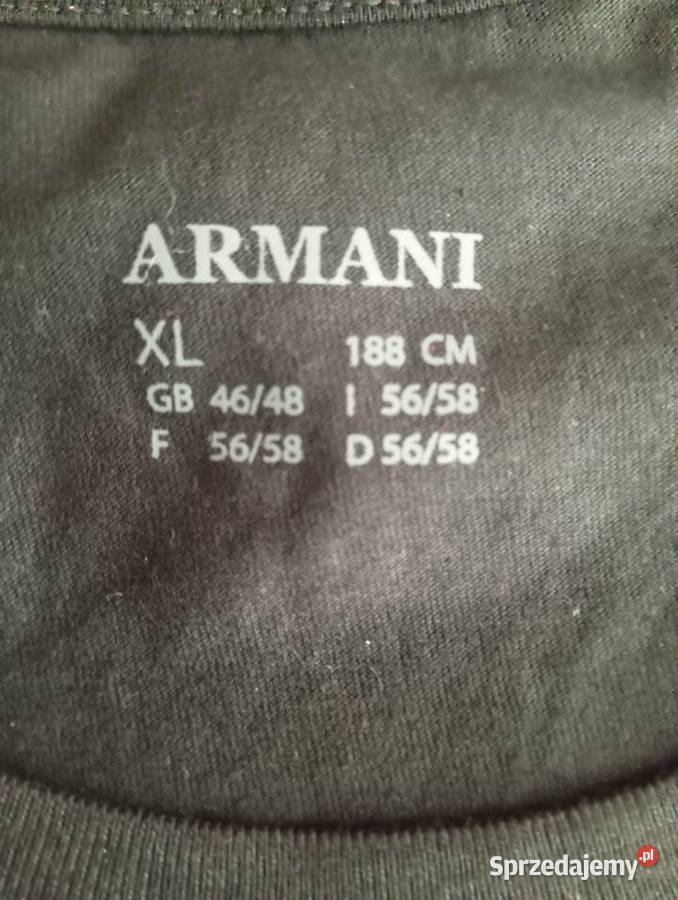 ARMANI
XL 188 CM
GB 46/48 I 56/58
F 56/58 D 56/58
Sprzedajemy.pl